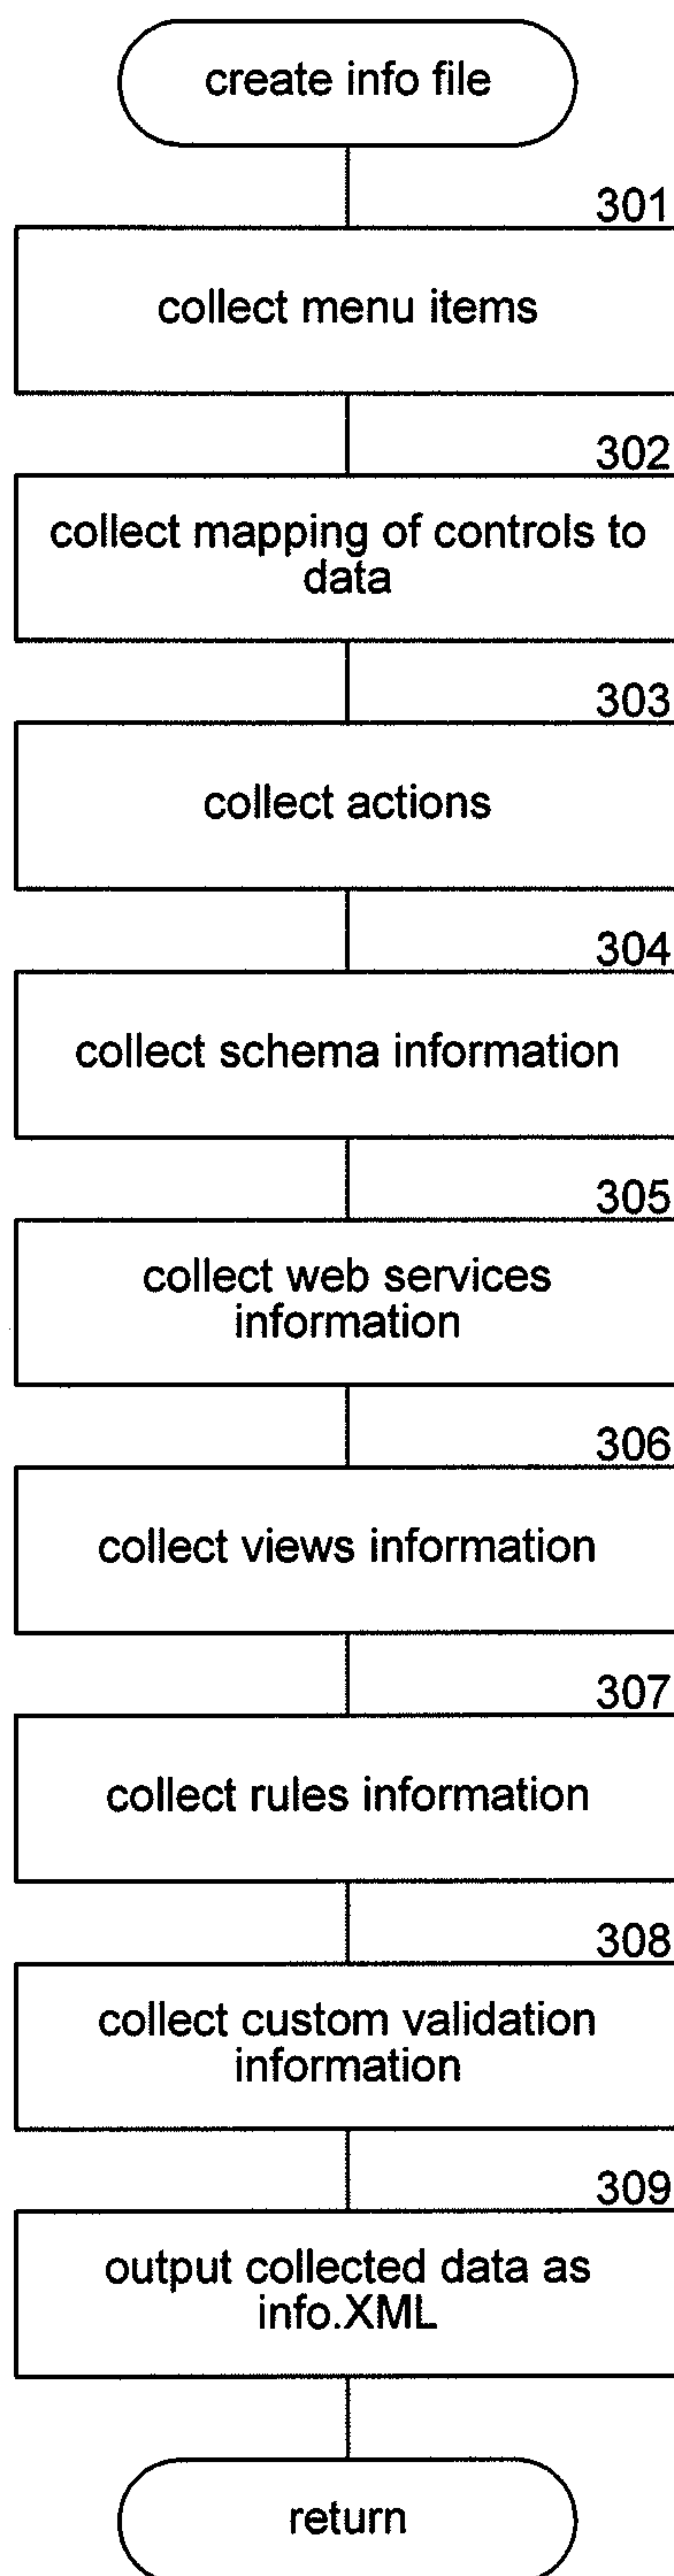 create info file
301
collect menu items
302
collect mapping of controls to
data
303
collect actions
304
collect schema information
305
collect web services
information
306
collect views information
307
collect rules information
308
collect custom validation
information
309
output collected data as
info.XML
return